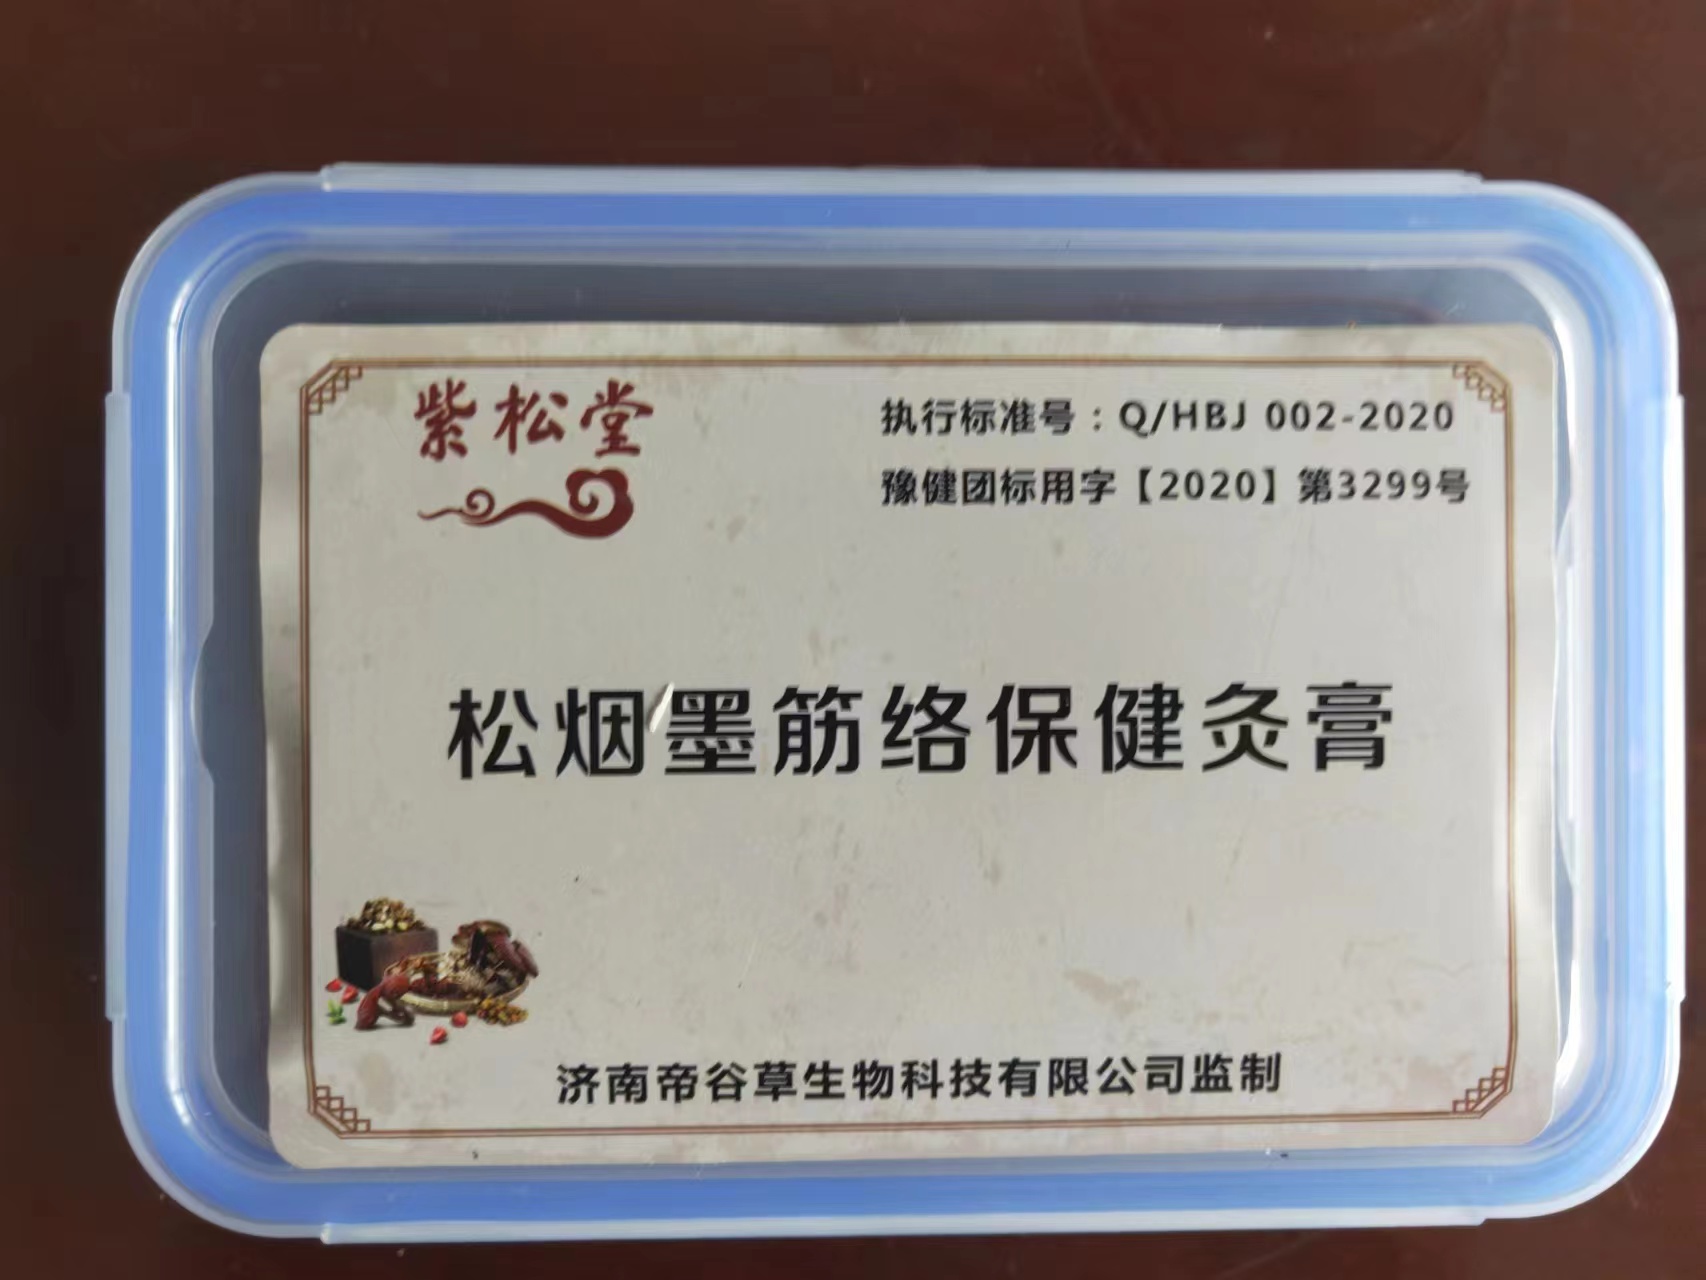 紫松堂
执行标准号：Q/HBJ 002-2020
豫健团标用字【2020】第3299号
松烟墨筋络保健灸膏
济南帝谷草生物科技有限公司监制